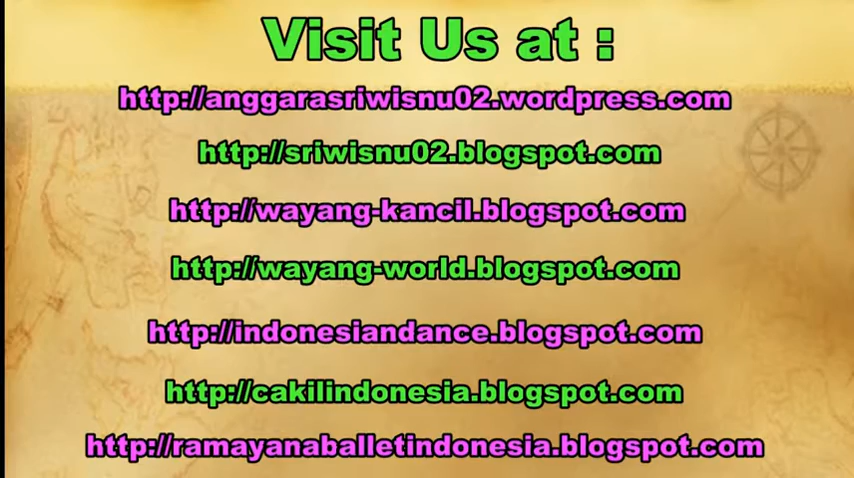 Visit Us at :
http://anggarasriwisnu02.wordpress.com
http://sriwisnu02.blogspot.com
http://wayang-kancil.blogspot.com
http://wayang-world.blogspot.com
http://indonesiandance.blogspot.com
http://cakilindonesia.blogspot.com
http://ramayanaballetindonesia.blogspot.com